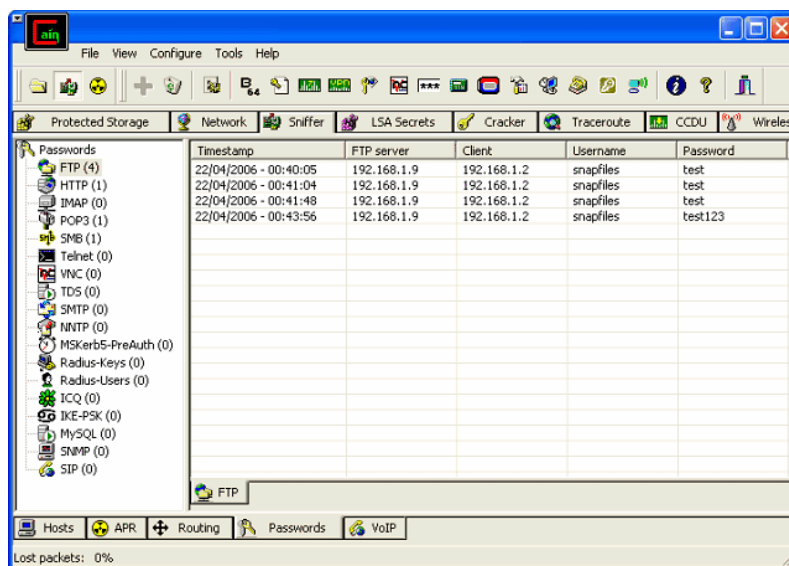 Cain
File View Configure Tools Help
B64
***
Protected Storage Network Sniffer LSA Secrets Cracker Traceroute CCDU Wireles
Passwords
FTP (4)
HTTP (1)
IMAP (0)
POP3 (1)
SMB (1)
Telnet (0)
VNC (0)
TDS (0)
SMTP (0)
NNTP (0)
MSKerb5-PreAuth (0)
Radius-Keys (0)
Radius-Users (0)
ICQ (0)
IKE-PSK (0)
MySQL (0)
SNMP (0)
SIP (0)
Timestamp FTP server Client Username Password
22/04/2006 - 00:40:05 192.168.1.9 192.168.1.2 snapfiles test
22/04/2006 - 00:41:04 192.168.1.9 192.168.1.2 snapfiles test
22/04/2006 - 00:41:48 192.168.1.9 192.168.1.2 snapfiles test
22/04/2006 - 00:43:56 192.168.1.9 192.168.1.2 snapfiles test123
FTP
Hosts APR Routing Passwords VoIP
Lost packets: 0%